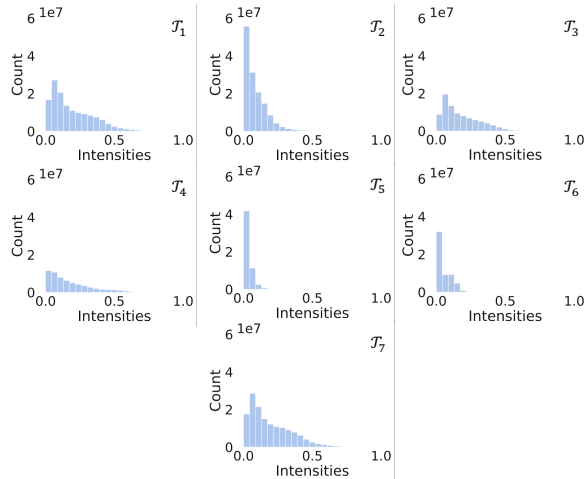 6 1e7
𝒯1
4
Count
2
0
0.0 0.5 1.0
Intensities
6 1e7
𝒯2
4
Count
2
0
0.0 0.5 1.0
Intensities
6 1e7
𝒯3
4
Count
2
0
0.0 0.5 1.0
Intensities
6 1e7
𝒯4
4
Count
2
0
0.0 0.5 1.0
Intensities
6 1e7
𝒯5
4
Count
2
0
0.0 0.5 1.0
Intensities
6 1e7
𝒯6
4
Count
2
0
0.0 0.5 1.0
Intensities
6 1e7
𝒯7
4
Count
2
0
0.0 0.5 1.0
Intensities